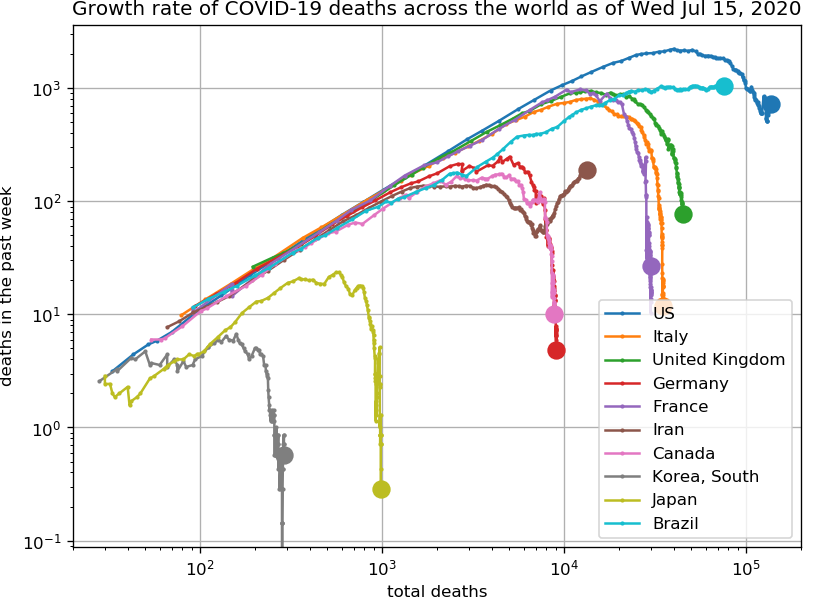 Growth rate of COVID-19 deaths across the world as of Wed Jul 15, 2020
deaths in the past week
10³
10²
10¹
10⁰
10⁻¹
US
Italy
United Kingdom
Germany
France
Iran
Canada
Korea, South
Japan
Brazil
10² 10³ 10⁴ 10⁵
total deaths